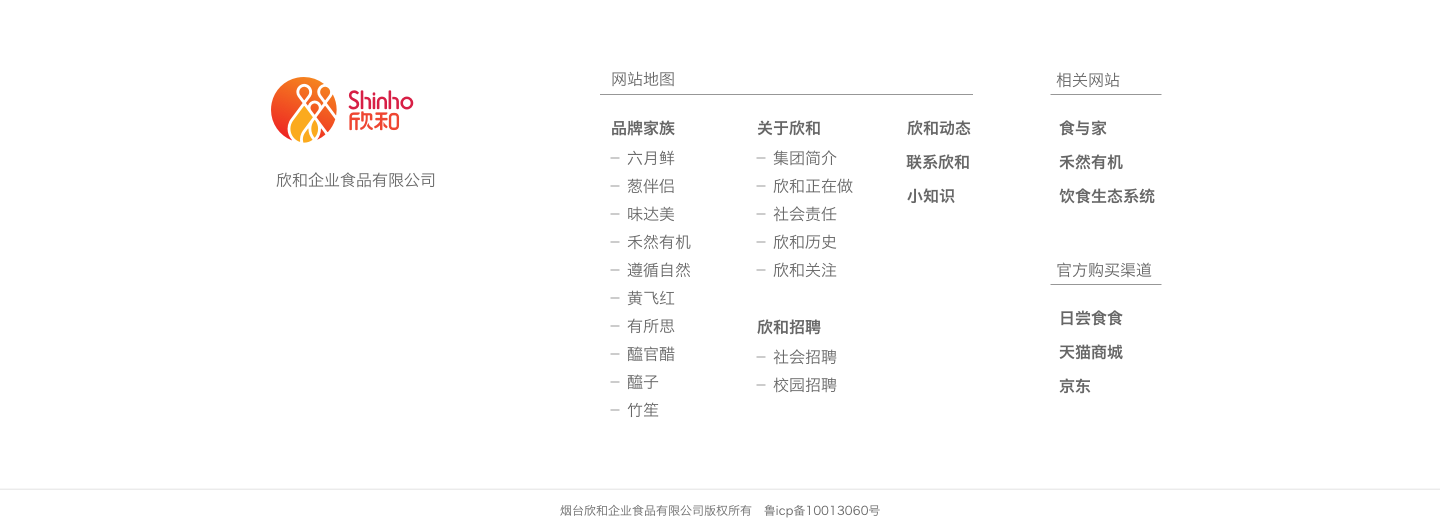 Shinho
欣和
欣和企业食品有限公司
网站地图
品牌家族
— 六月鲜
— 葱伴侣
— 味达美
— 禾然有机
— 遵循自然
— 黄飞红
— 有所思
— 醯官醋
— 醯子
— 竹笙
关于欣和
— 集团简介
— 欣和正在做
— 社会责任
— 欣和历史
— 欣和关注
欣和招聘
— 社会招聘
— 校园招聘
欣和动态
联系欣和
小知识
相关网站
食与家
禾然有机
饮食生态系统
官方购买渠道
日尝食食
天猫商城
京东
烟台欣和企业食品有限公司版权所有 鲁icp备10013060号